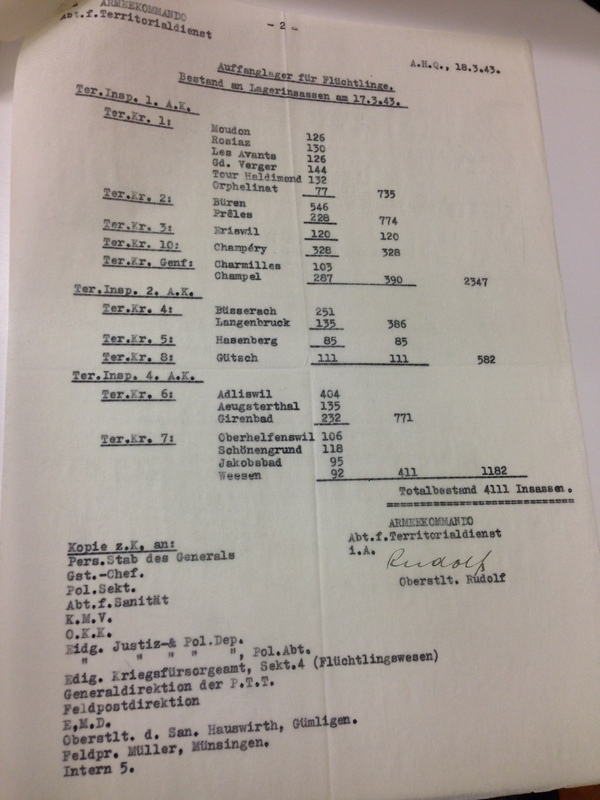 ARMEEKOMMANDO
Abt.f.Territorialdienst
- 2 -
A.H.Q., 18.3.43.
Auffanglager für Flüchtlinge.
Bestand an Lagerinsassen am 17.3.43.
Ter.Insp. 1. A.K.
Ter.Kr. 1:
Moudon 126
Rosiaz 130
Les Avants 126
Gd. Verger 144
Tour Haldimand 132
Orphelinat 77 735
Ter.Kr. 2:
Büren 546
Prêles 228 774
Ter.Kr. 3: Eriswil 120 120
Ter.Kr. 10: Champéry 328 328
Ter.Kr. Genf: Charmilles 103
Champel 287 390 2347
Ter.Insp. 2. A.K.
Ter.Kr. 4: Büsserach 251
Langenbruck 135 386
Ter.Kr. 5: Hasenberg 85 85
Ter.Kr. 8: Gütsch 111 111 582
Ter.Insp. 4. A.K.
Ter.Kr. 6: Adliswil 404
Aeugsterthal 135
Girenbad 232 771
Ter.Kr. 7: Oberhelfenswil 106
Schönengrund 118
Jakobsbad 95
Weesen 92 411 1182
Totalbestand 4111 Insassen.
ARMEEKOMMANDO
Abt.f.Territorialdienst
i.A.
Rudolf
Oberstlt. Rudolf
Kopie z.K. an:
Pers.Stab des Generals
Gst.-Chef.
Pol.Sekt.
Abt.f.Sanität
K.M.V.
O.K.K.
Eidg. Justiz-& Pol.Dep.
" " " ", Pol.Abt.
Edig. Kriegsfürsorgeamt, Sekt.4 (Flüchtlingswesen)
Generaldirektion der P.T.T.
Feldpostdirektion
E,M.D.
Oberstlt. d. San. Hauswirth, Gümligen.
Feldpr. Müller, Münsingen.
Intern 5.